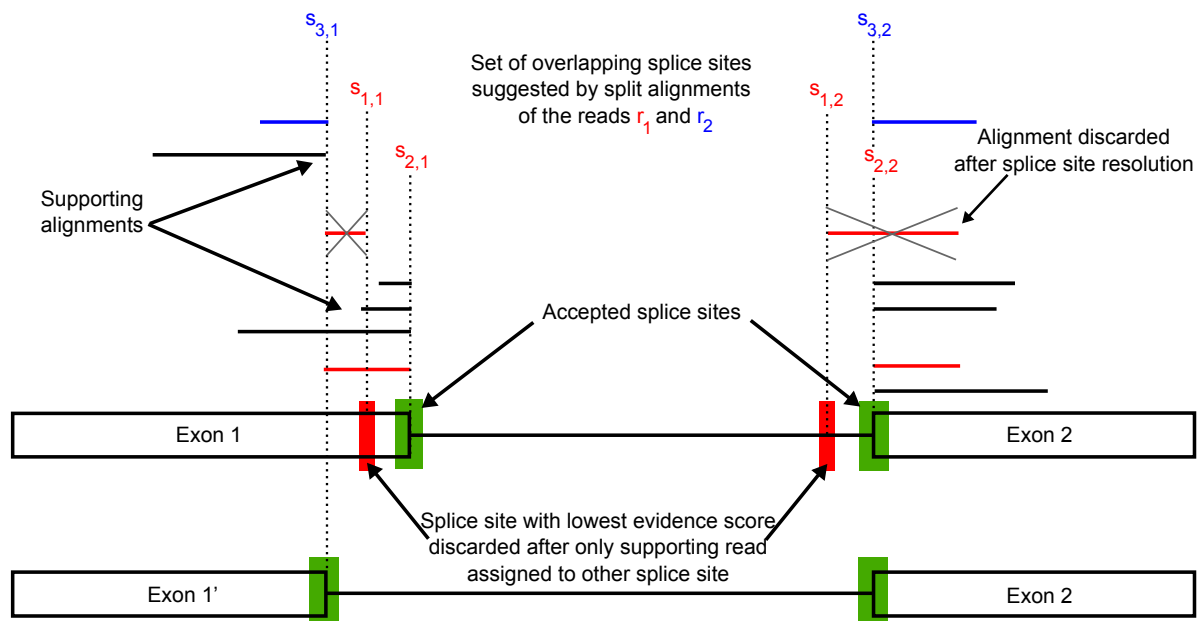 s3,1
s3,2
Set of overlapping splice sites
suggested by split alignments
of the reads r1 and r2
s1,1
s1,2
s2,1
s2,2
Alignment discarded
after splice site resolution
Supporting
alignments
Accepted splice sites
Exon 1
Exon 2
Splice site with lowest evidence score
discarded after only supporting read
assigned to other splice site
Exon 1’
Exon 2